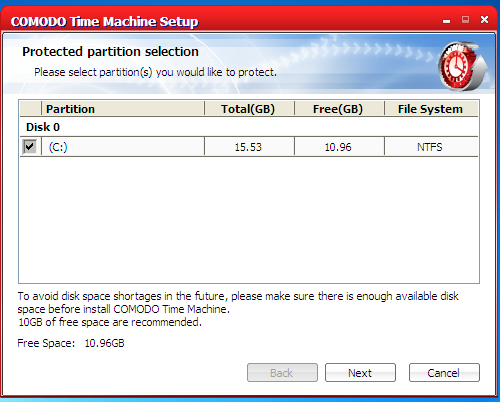 COMODO Time Machine Setup
Protected partition selection
Please select partition(s) you would like to protect.
Partition Total(GB) Free(GB) File System
Disk 0
(C:) 15.53 10.96 NTFS
To avoid disk space shortages in the future, please make sure there is enough available disk
space before install COMODO Time Machine.
10GB of free space are recommended.
Free Space: 10.96GB
Back Next Cancel